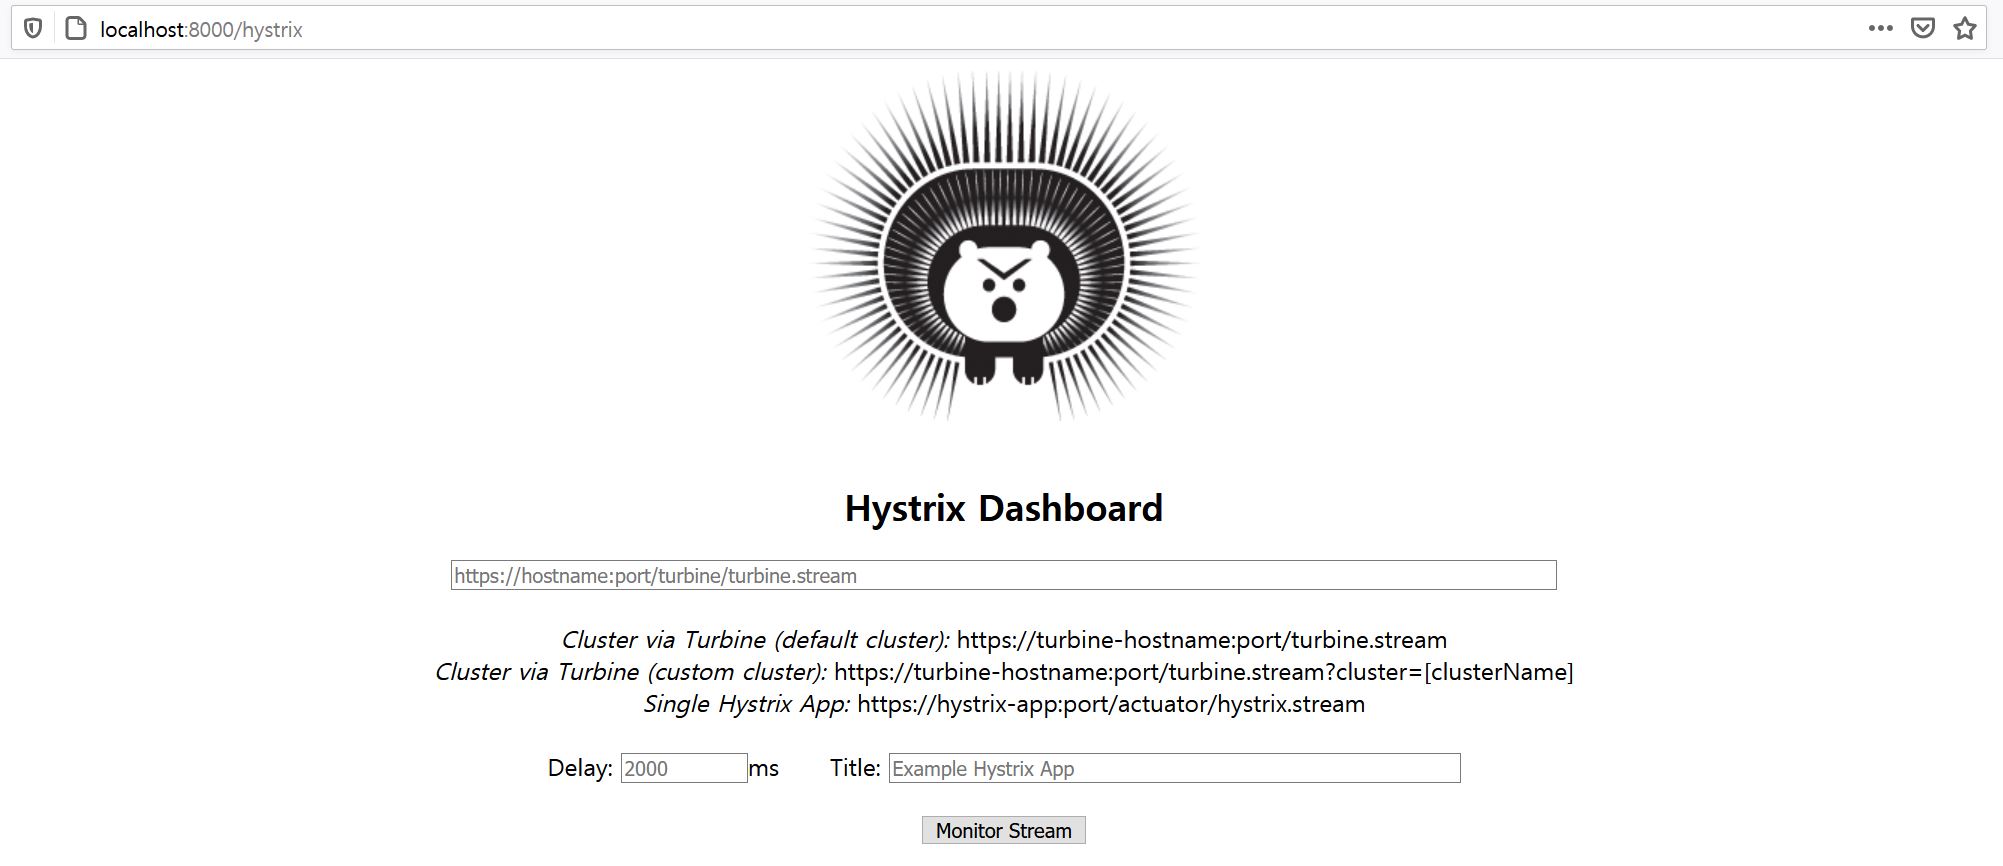 localhost:8000/hystrix
Hystrix Dashboard
https://hostname:port/turbine/turbine.stream
Cluster via Turbine (default cluster): https://turbine-hostname:port/turbine.stream
Cluster via Turbine (custom cluster): https://turbine-hostname:port/turbine.stream?cluster=[clusterName]
Single Hystrix App: https://hystrix-app:port/actuator/hystrix.stream
Delay: 2000 ms Title: Example Hystrix App
Monitor Stream